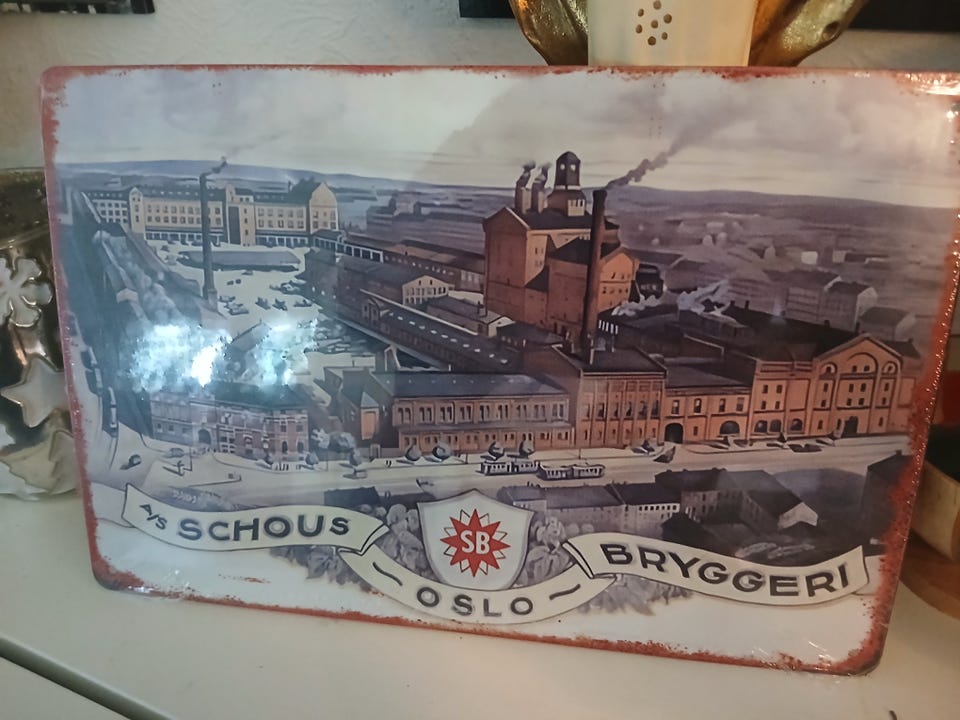 A/S SCHOUS
SB
BRYGGERI
– OSLO –